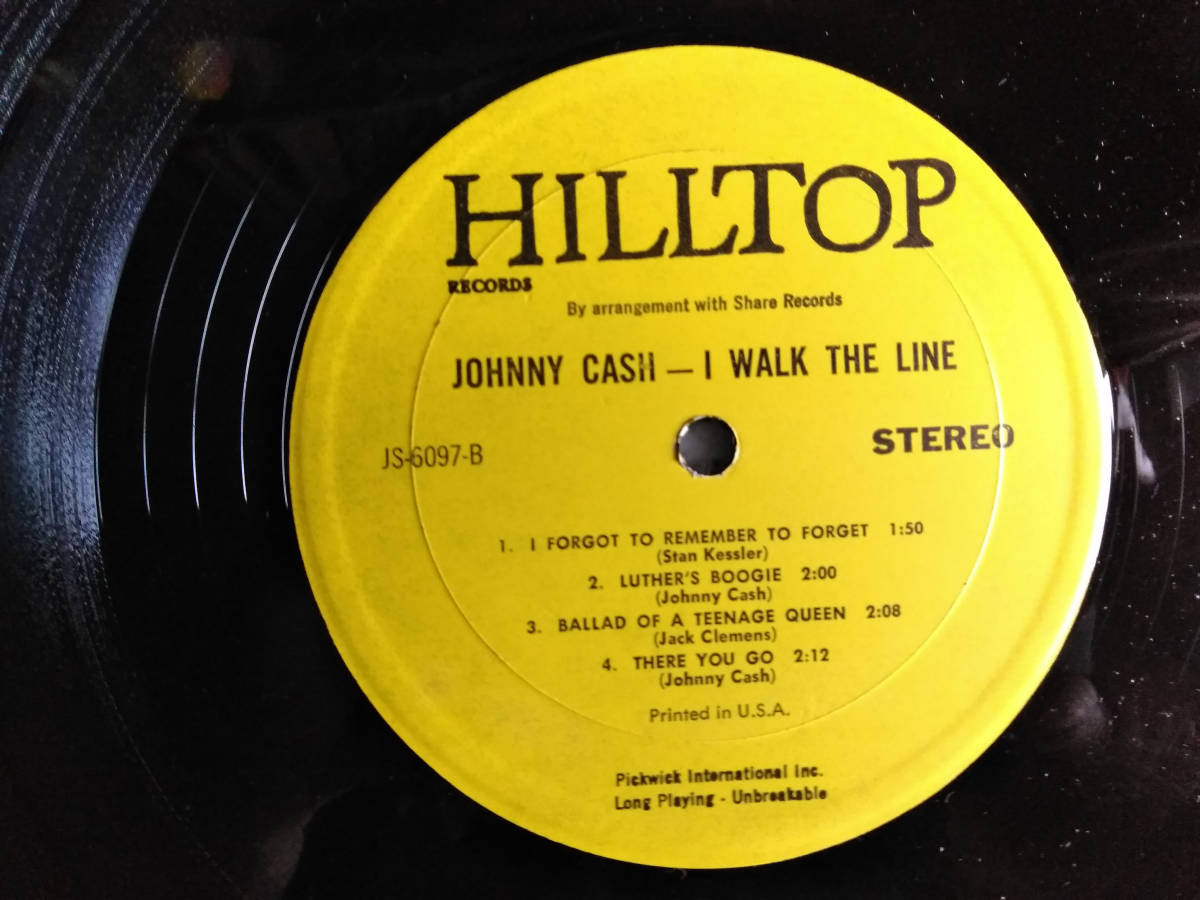 HILLTOP
RECORDS
By arrangement with Share Records
JOHNNY CASH — I WALK THE LINE
JS-6097-B
STEREO
1. I FORGOT TO REMEMBER TO FORGET 1:50
(Stan Kessler)
2. LUTHER'S BOOGIE 2:00
(Johnny Cash)
3. BALLAD OF A TEENAGE QUEEN 2:08
(Jack Clemens)
4. THERE YOU GO 2:12
(Johnny Cash)
Printed in U.S.A.
Pickwick International Inc.
Long Playing - Unbreakable